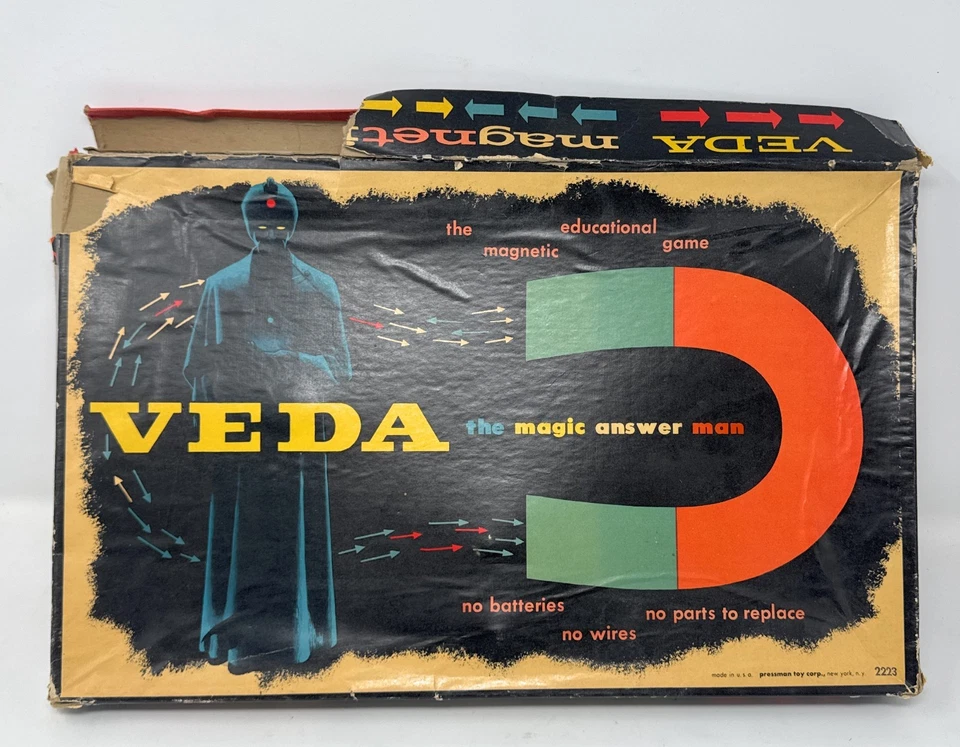 VEDA magnet
the
educational
magnetic
game
VEDA the magic answer man
no batteries
no parts to replace
no wires
made in u.s.a. pressman toy corp., new york, n.y. 2223